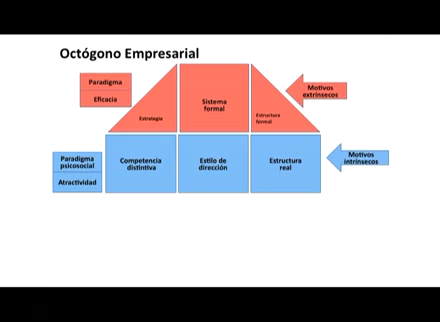 Octógono Empresarial
Paradigma
Eficacia
Motivos
extrínsecos
Sistema
formal
Estrategia
Estructura
formal
Paradigma
psicosocial
Atractividad
Competencia
distintiva
Estilo de
dirección
Estructura
real
Motivos
intrínsecos